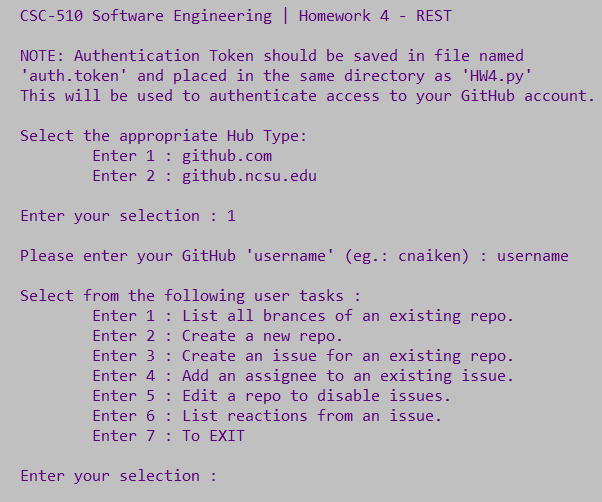 CSC-510 Software Engineering | Homework 4 - REST
NOTE: Authentication Token should be saved in file named
'auth.token' and placed in the same directory as 'HW4.py'
This will be used to authenticate access to your GitHub account.
Select the appropriate Hub Type:
Enter 1 : github.com
Enter 2 : github.ncsu.edu
Enter your selection : 1
Please enter your GitHub 'username' (eg.: cnaiken) : username
Select from the following user tasks :
Enter 1 : List all brances of an existing repo.
Enter 2 : Create a new repo.
Enter 3 : Create an issue for an existing repo.
Enter 4 : Add an assignee to an existing issue.
Enter 5 : Edit a repo to disable issues.
Enter 6 : List reactions from an issue.
Enter 7 : To EXIT
Enter your selection :